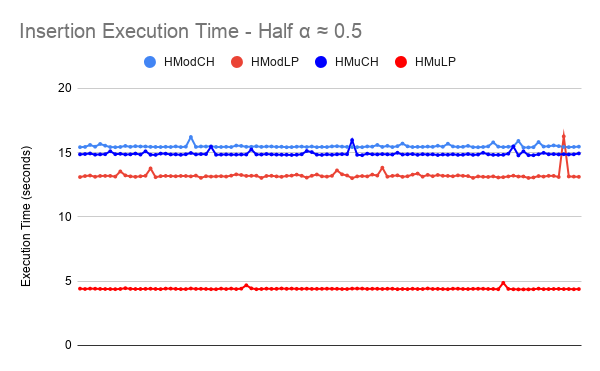 Insertion Execution Time - Half α ≈ 0.5
HModCH HModLP HMuCH HMuLP
Execution Time (seconds)
20
15
10
5
0